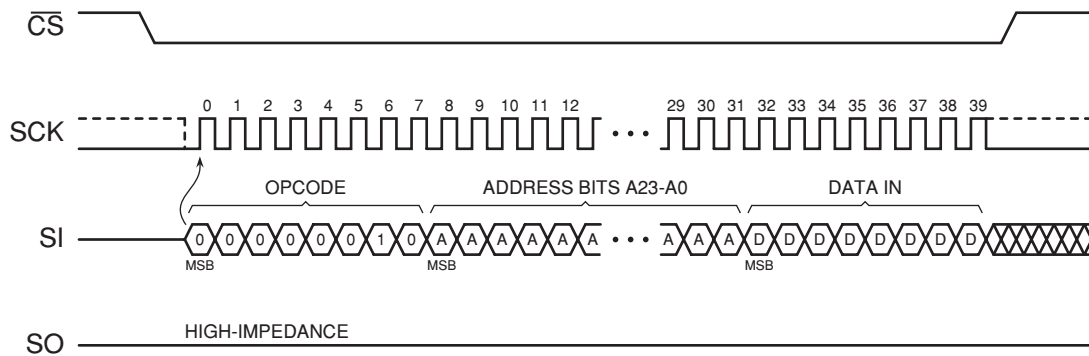 CS
0 1 2 3 4 5 6 7 8 9 10 11 12 29 30 31 32 33 34 35 36 37 38 39
SCK
OPCODE ADDRESS BITS A23-A0 DATA IN
SI 0 0 0 0 0 0 1 0 A A A A A A A A A D D D D D D D D
MSB MSB MSB
HIGH-IMPEDANCE
SO